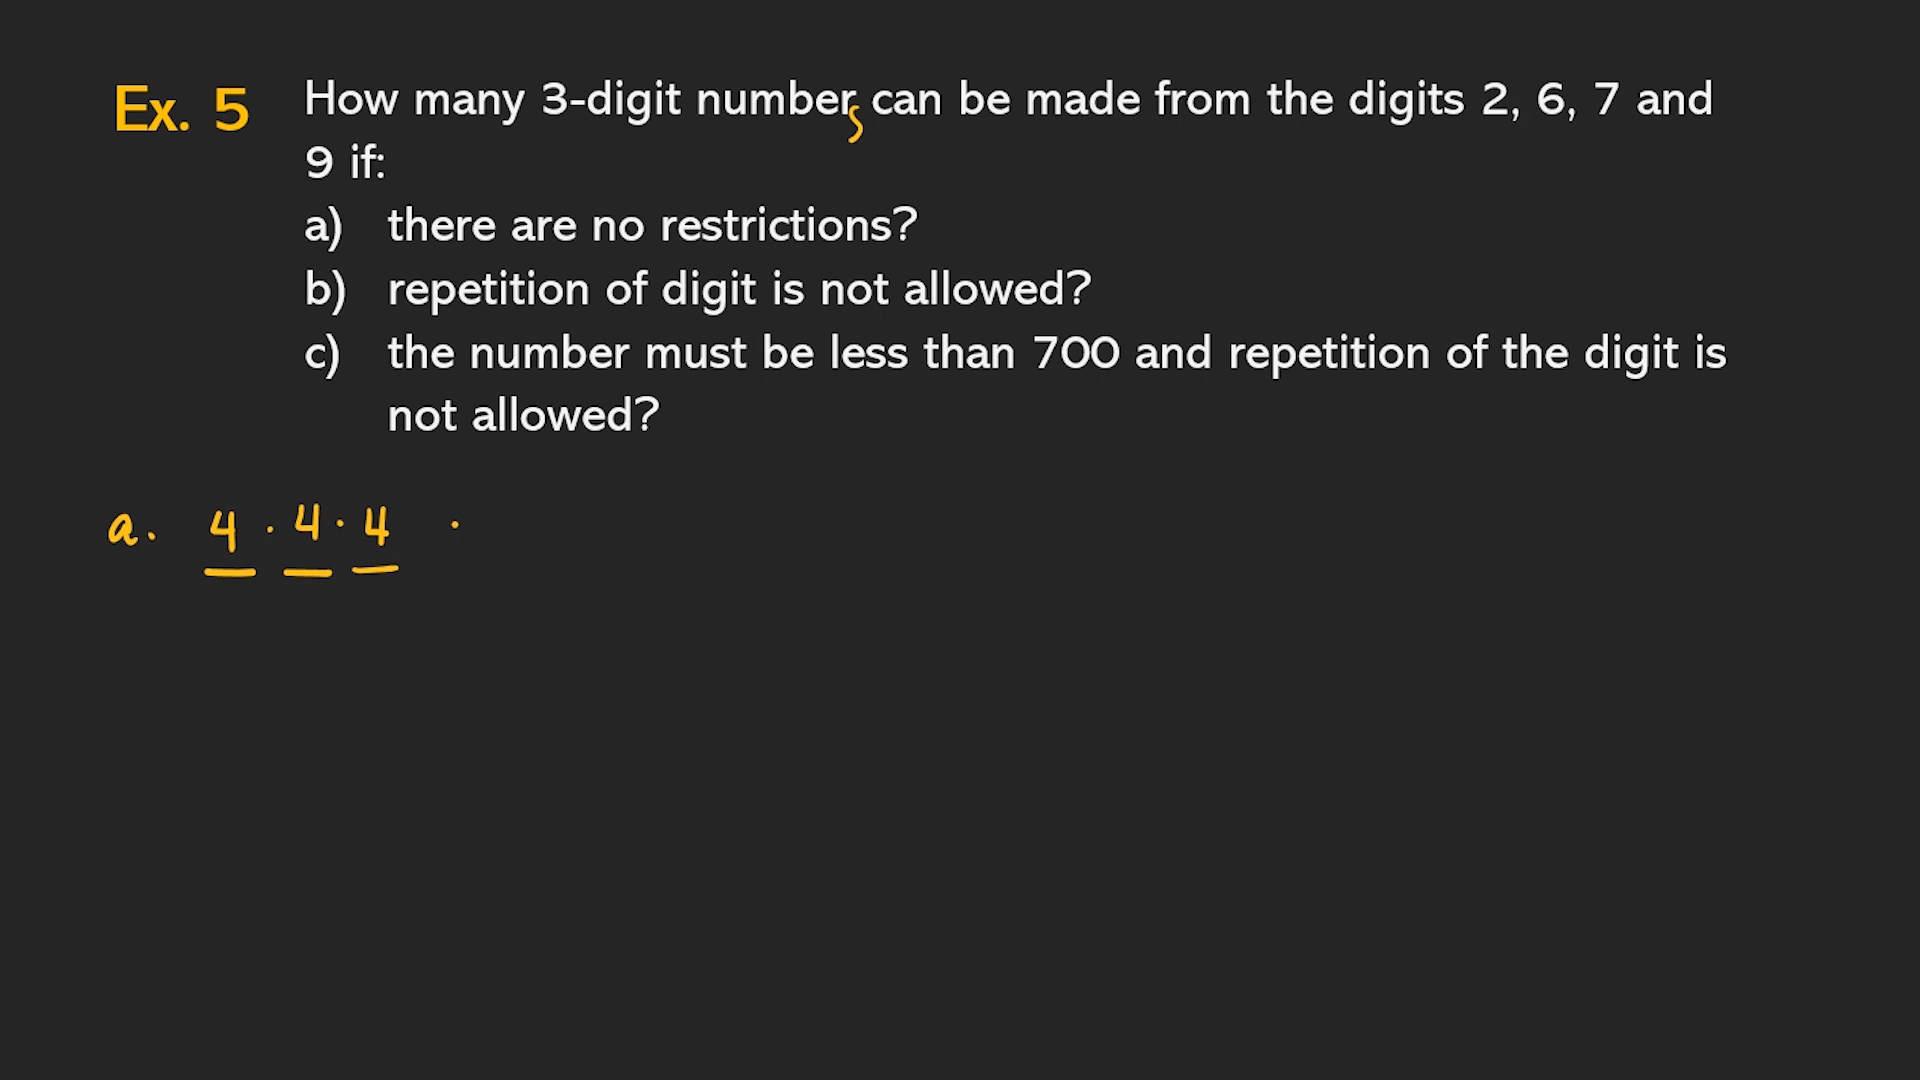 Ex. 5 How many 3-digit numbers can be made from the digits 2, 6, 7 and
9 if:
a) there are no restrictions?
b) repetition of digit is not allowed?
c) the number must be less than 700 and repetition of the digit is
not allowed?
a. 4 · 4 · 4 ·